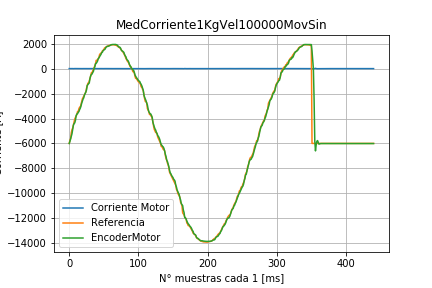 MedCorriente1KgVel100000MovSin
2000
0
−2000
−4000
−6000
−8000
−10000
−12000
−14000
Corriente Motor
Referencia
EncoderMotor
0
100
200
300
400
N° muestras cada 1 [ms]